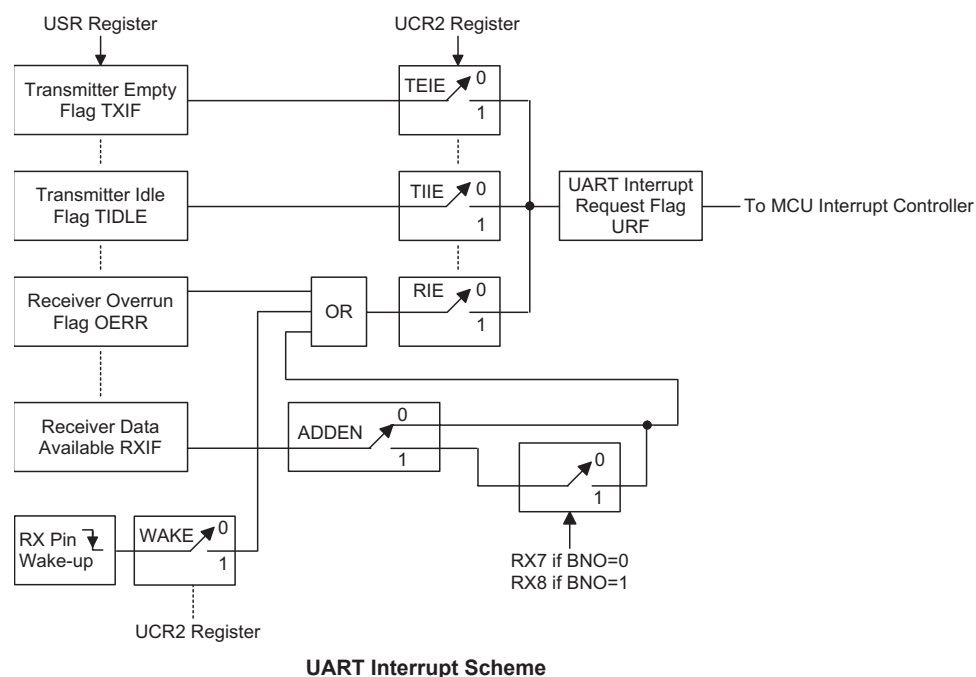 USR Register
UCR2 Register
Transmitter Empty
Flag TXIF
TEIE
0
1
Transmitter Idle
Flag TIDLE
TIIE
0
1
UART Interrupt
Request Flag
URF
To MCU Interrupt Controller
Receiver Overrun
Flag OERR
OR
RIE
0
1
Receiver Data
Available RXIF
ADDEN
0
1
0
1
RX Pin
Wake-up
WAKE
0
1
RX7 if BNO=0
RX8 if BNO=1
UCR2 Register
UART Interrupt Scheme